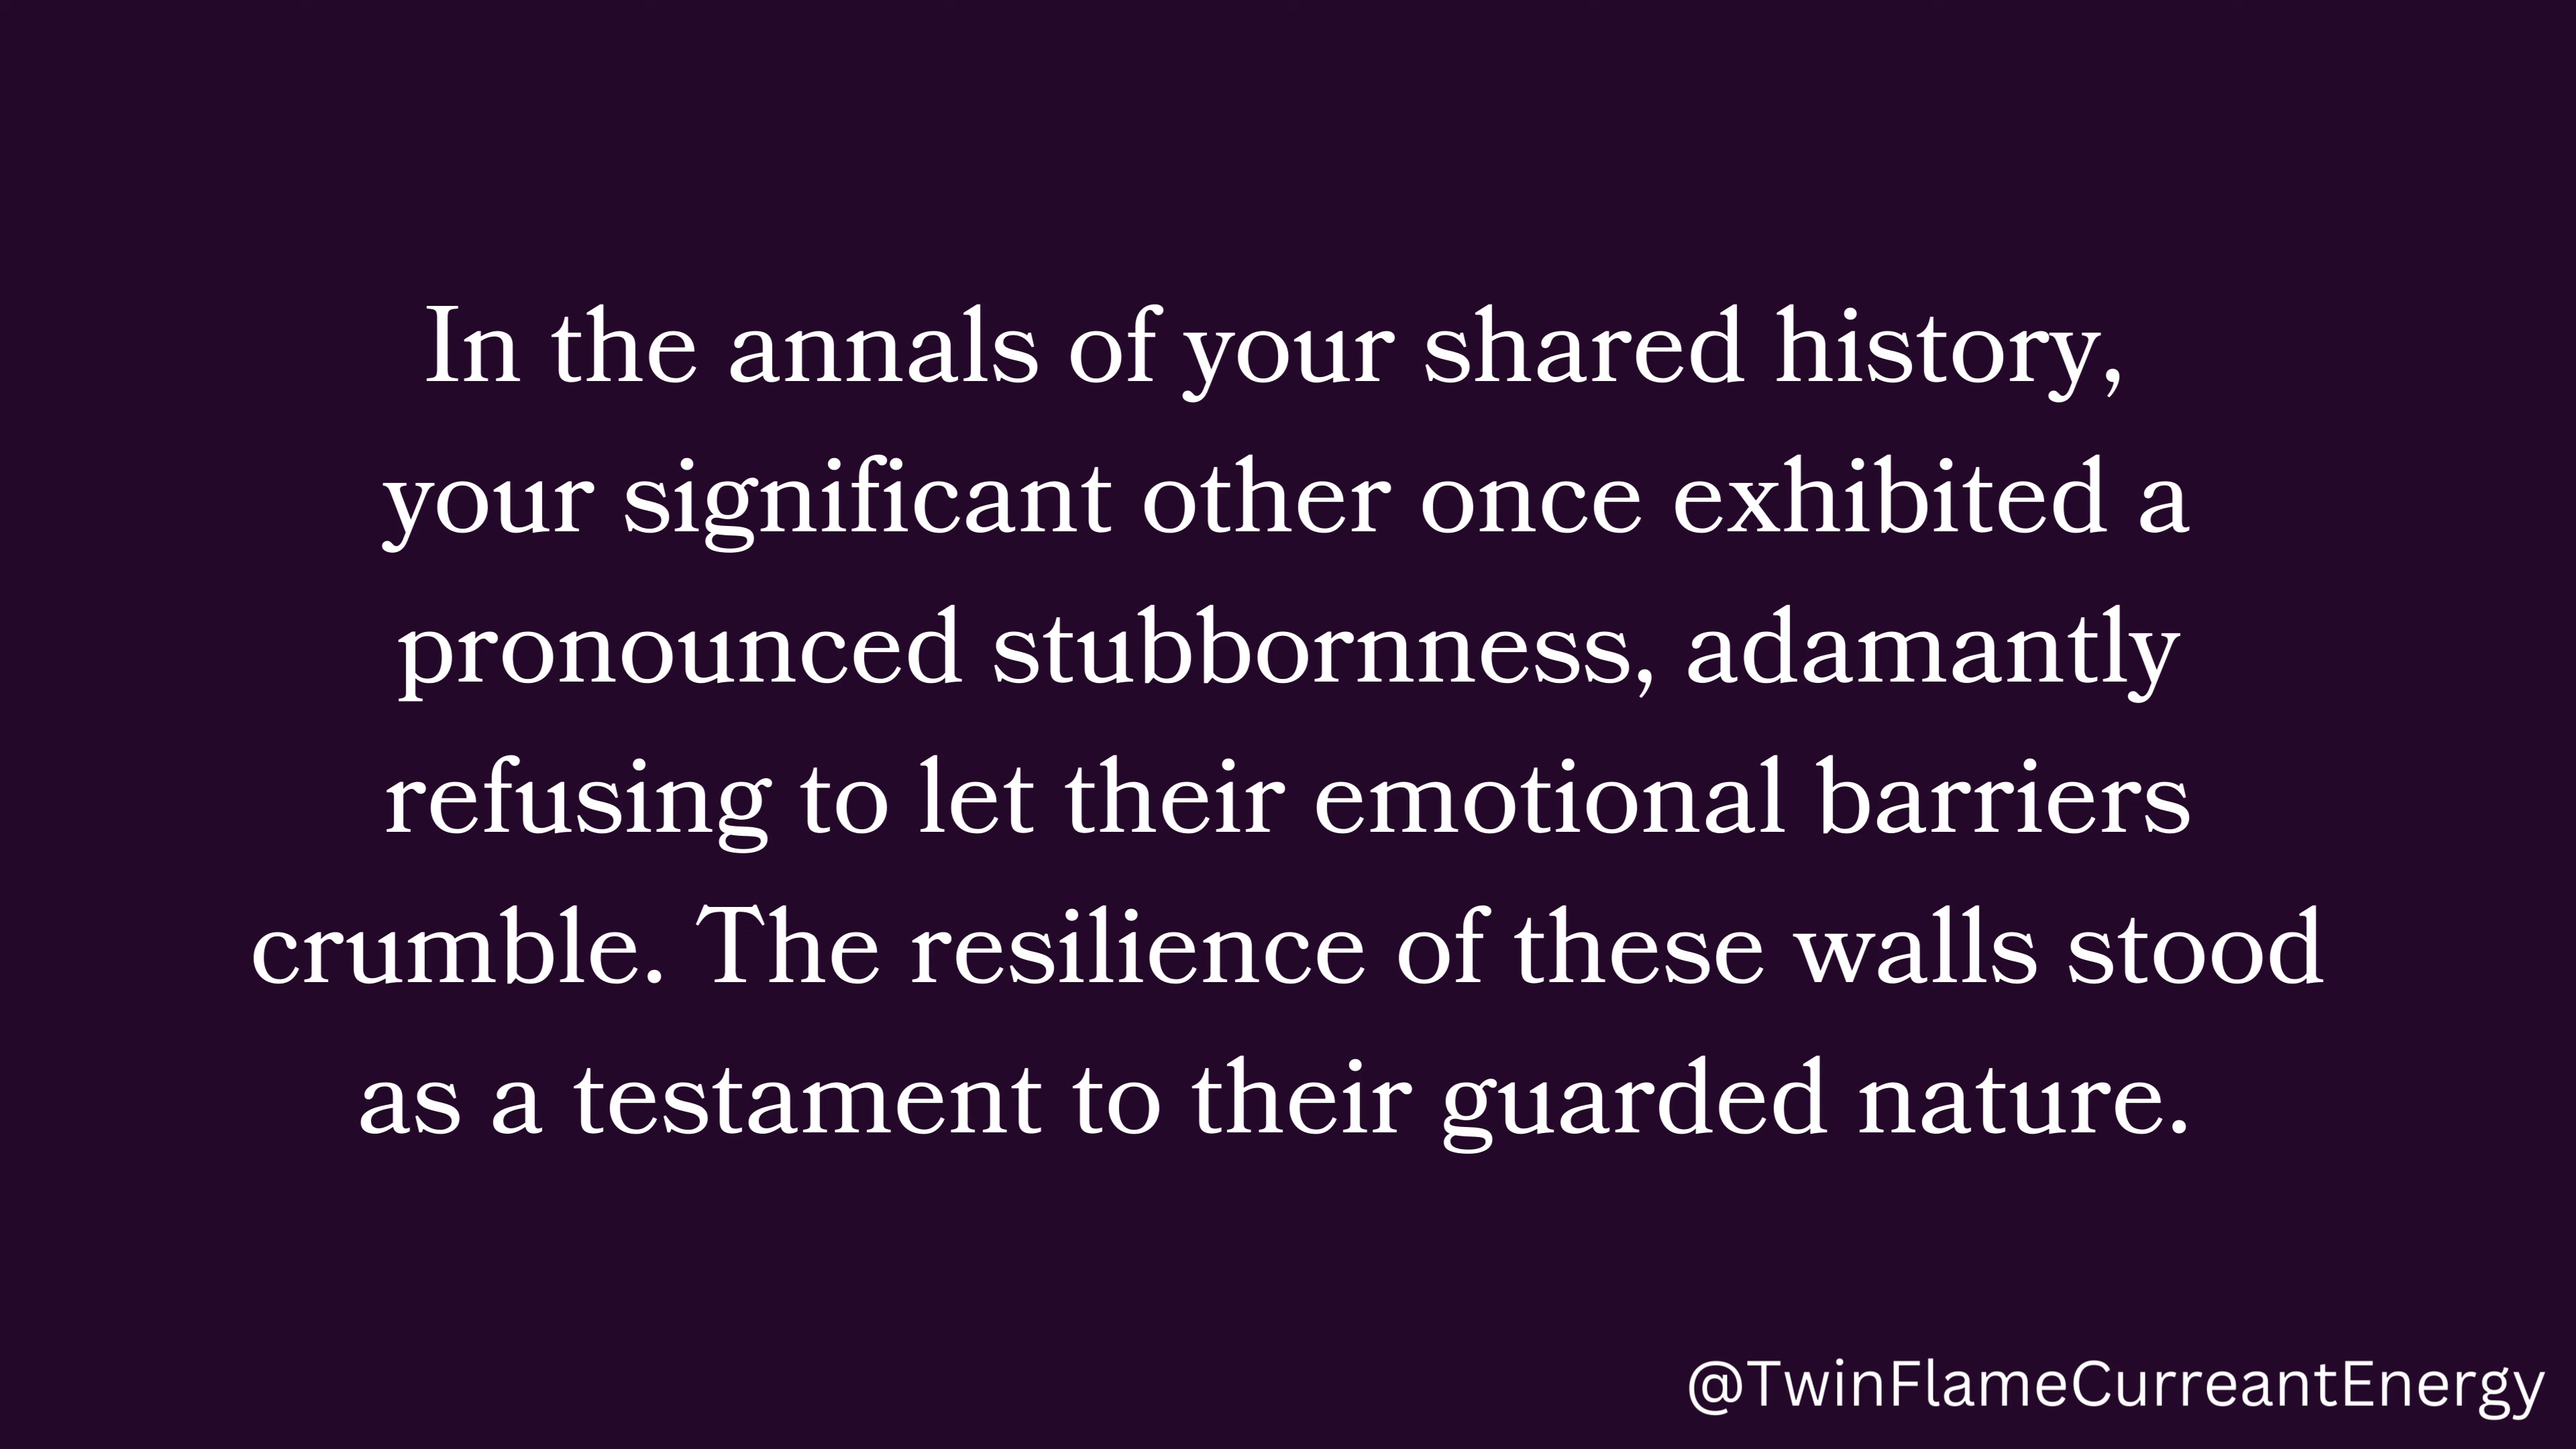 In the annals of your shared history,
your significant other once exhibited a
pronounced stubbornness, adamantly
refusing to let their emotional barriers
crumble. The resilience of these walls stood
as a testament to their guarded nature.
@TwinFlameCurreantEnergy